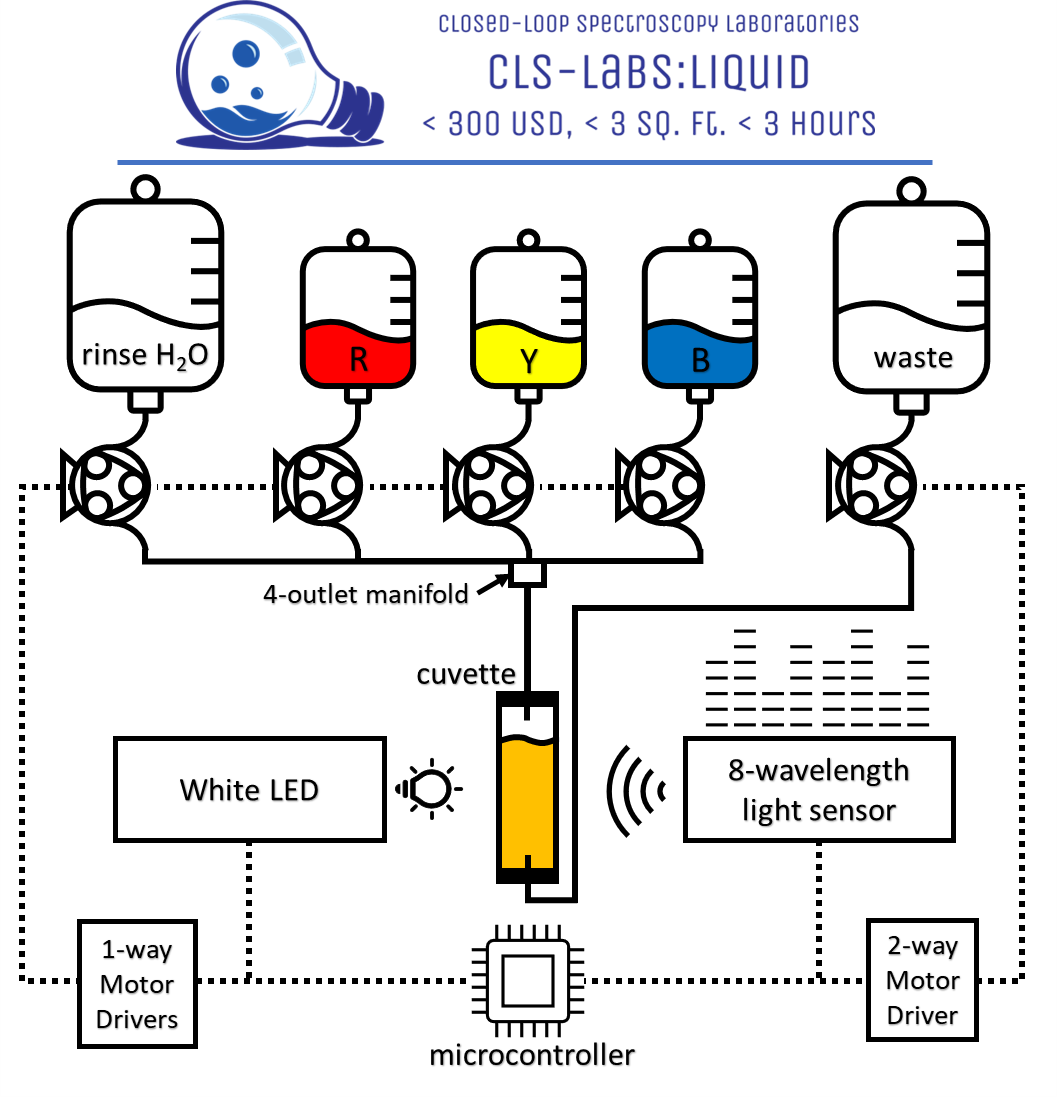 CLOSED-LOOP SPECTROSCOPY LABORATORIES
CLS-LABS:LIQUID
< 300 USD, < 3 SQ. FT. < 3 HOURS
rinse H₂O
R
Y
B
waste
4-outlet manifold
cuvette
White LED
8-wavelength
light sensor
1-way
Motor
Drivers
2-way
Motor
Driver
microcontroller